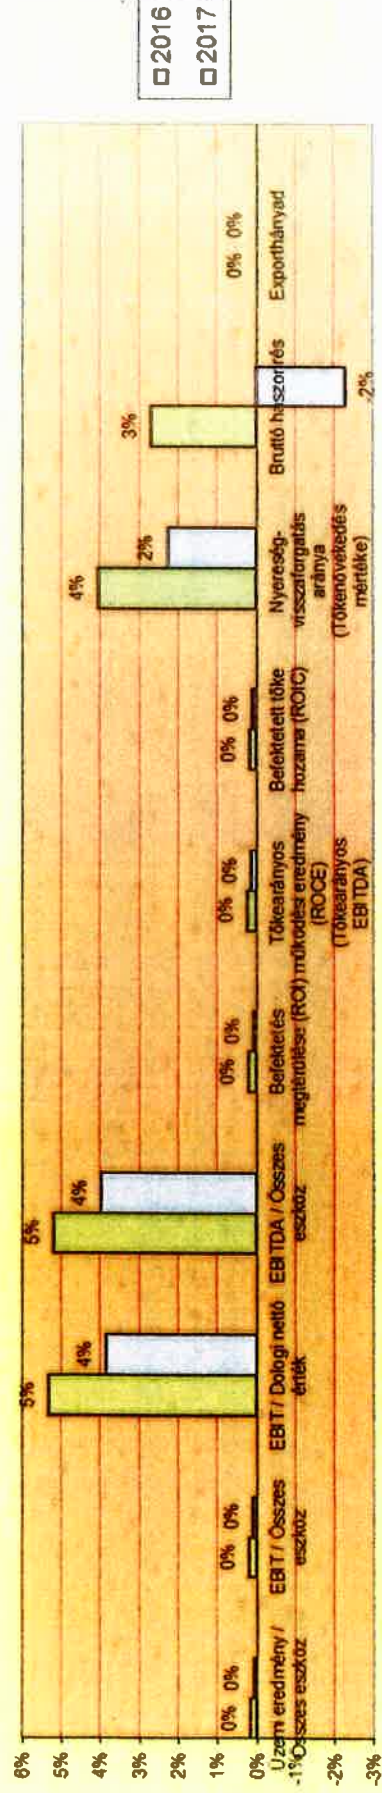 □2016
□2017
6%
5%
4%
3%
2%
1%
0%
-1%
-2%
-3%
0% 0%
0% 0%
5%
4%
5%
4%
0% 0%
0% 0%
0% 0%
4%
2%
3%
-2%
0% 0%
Üzemi eredmény /
Összes eszköz
EBIT / Összes
eszköz
EBIT / Dologi nettó
érték
EBITDA / Összes
eszköz
Befektetés
megtérülése (ROI)
Tőkearányos
működési eredmény
(ROCE)
(Tőkearányos
EBITDA)
Befektetett tőke
hozama (ROIC)
Nyereség-
visszaforgatás
aránya
(Tőkenövekedés
mértéke)
Bruttó haszonrés
Exporthányad